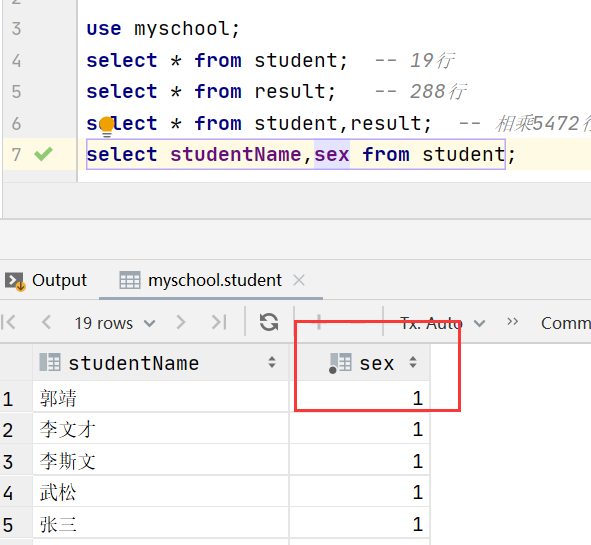 3 use myschool;
4 select * from student; -- 19行
5 select * from result; -- 288行
6 select * from student,result; -- 相乘5472行
7 select studentName,sex from student;
Output myschool.student
19 rows Tx: Auto Comm
studentName sex
1 郭靖 1
2 李文才 1
3 李斯文 1
4 武松 1
5 张三 1